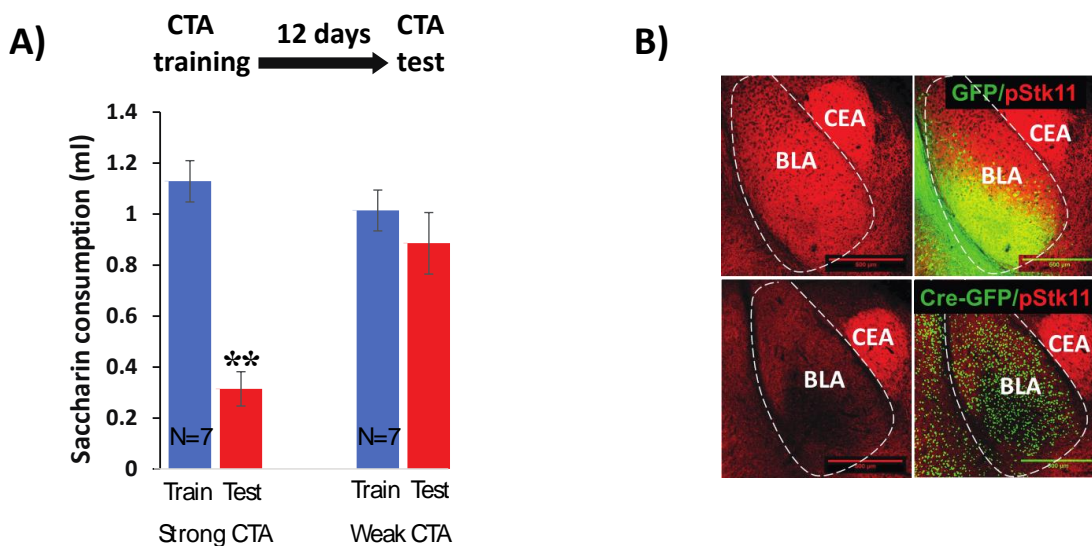 A)
CTA
training
12 days
CTA
test
Saccharin consumption (ml)
1.4
1.2
1
0.8
0.6
0.4
0.2
0
**
N=7
N=7
Train Test
Train Test
Strong CTA
Weak CTA
B)
CEA
BLA
GFP/pStk11
CEA
BLA
CEA
BLA
Cre-GFP/pStk11
CEA
BLA